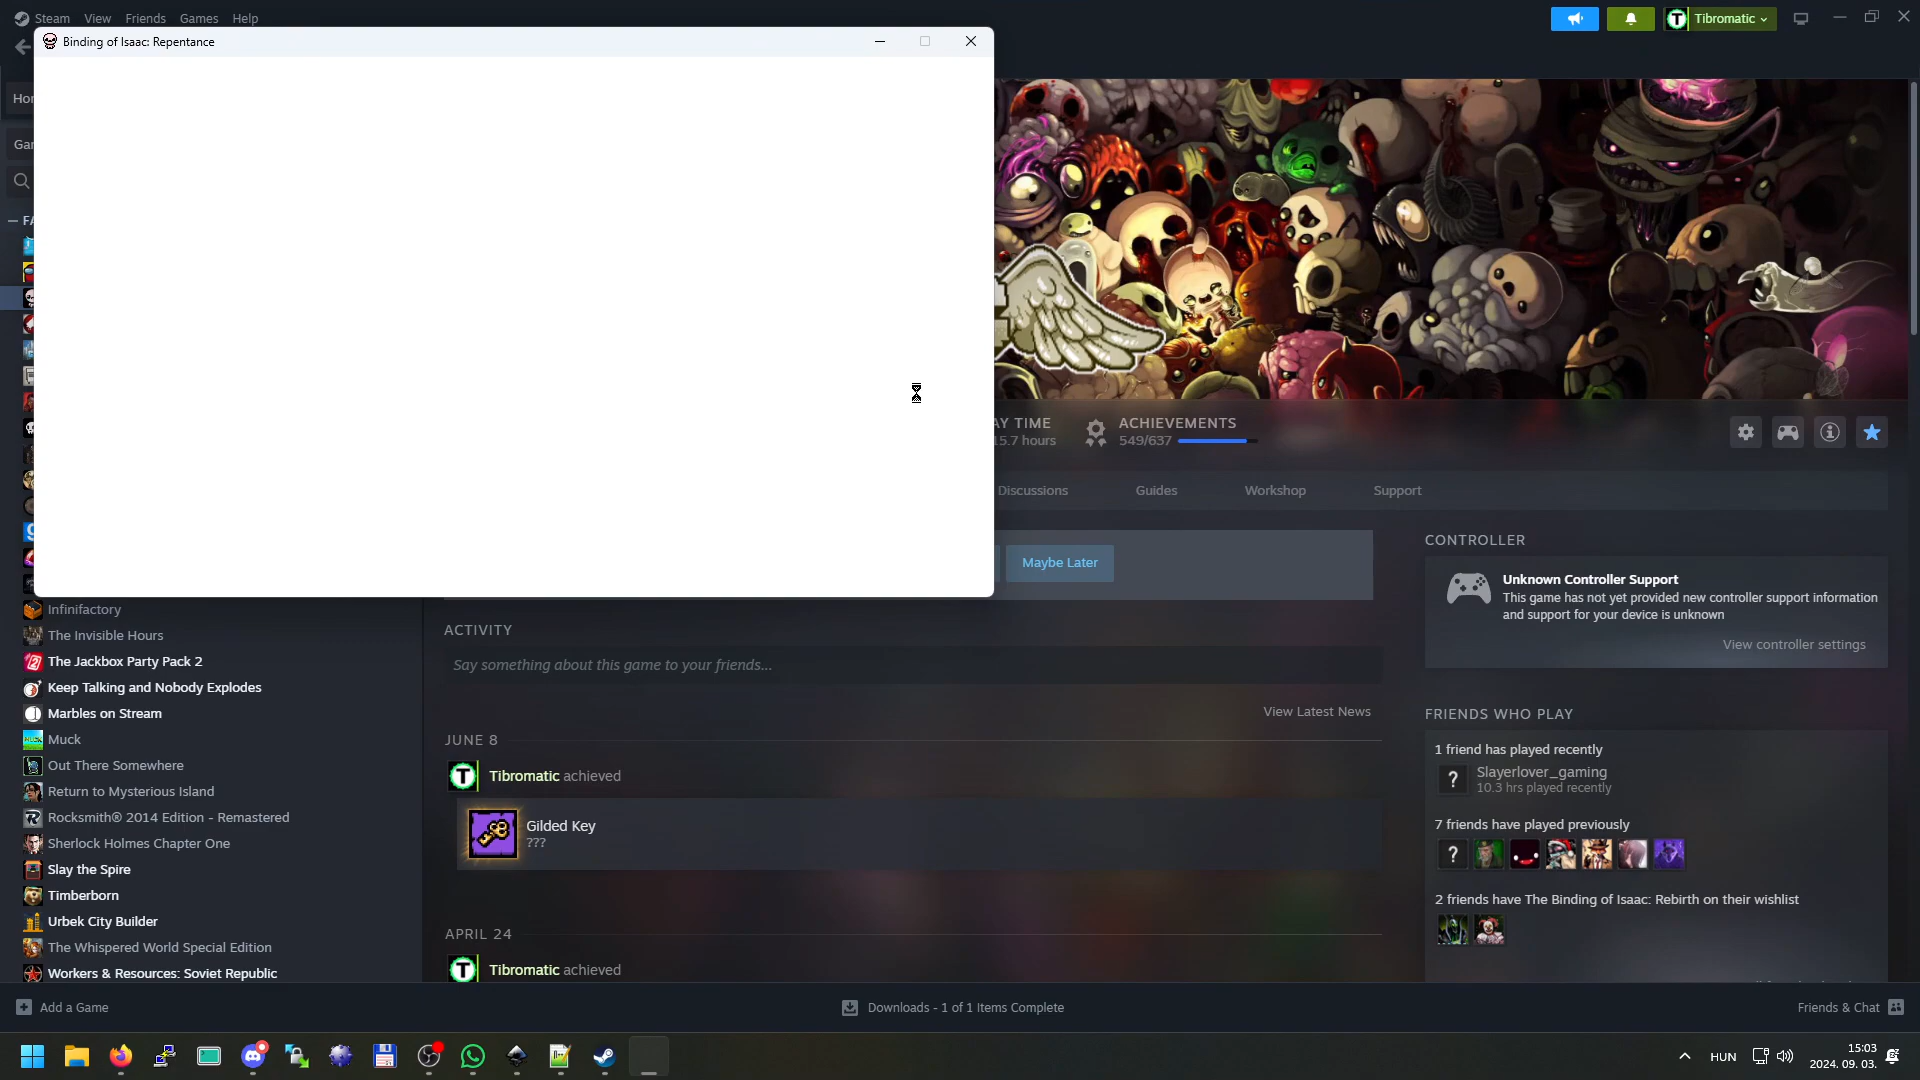 Steam View Friends Games Help
Tibromatic
Binding of Isaac: Repentance
PLAY TIME
15.7 hours
ACHIEVEMENTS
549/637
Discussions Guides Workshop Support
Maybe Later
CONTROLLER
Unknown Controller Support
This game has not yet provided new controller support information
and support for your device is unknown
View controller settings
Infinifactory
The Invisible Hours
The Jackbox Party Pack 2
Keep Talking and Nobody Explodes
Marbles on Stream
Muck
Out There Somewhere
Return to Mysterious Island
Rocksmith® 2014 Edition - Remastered
Sherlock Holmes Chapter One
Slay the Spire
Timberborn
Urbek City Builder
The Whispered World Special Edition
Workers & Resources: Soviet Republic
ACTIVITY
Say something about this game to your friends...
View Latest News
JUNE 8
Tibromatic achieved
Gilded Key
???
APRIL 24
Tibromatic achieved
FRIENDS WHO PLAY
1 friend has played recently
Slayerlover_gaming
10.3 hrs played recently
7 friends have played previously
2 friends have The Binding of Isaac: Rebirth on their wishlist
Add a Game
Downloads - 1 of 1 Items Complete
Friends & Chat
HUN
15:03
2024. 09. 03.